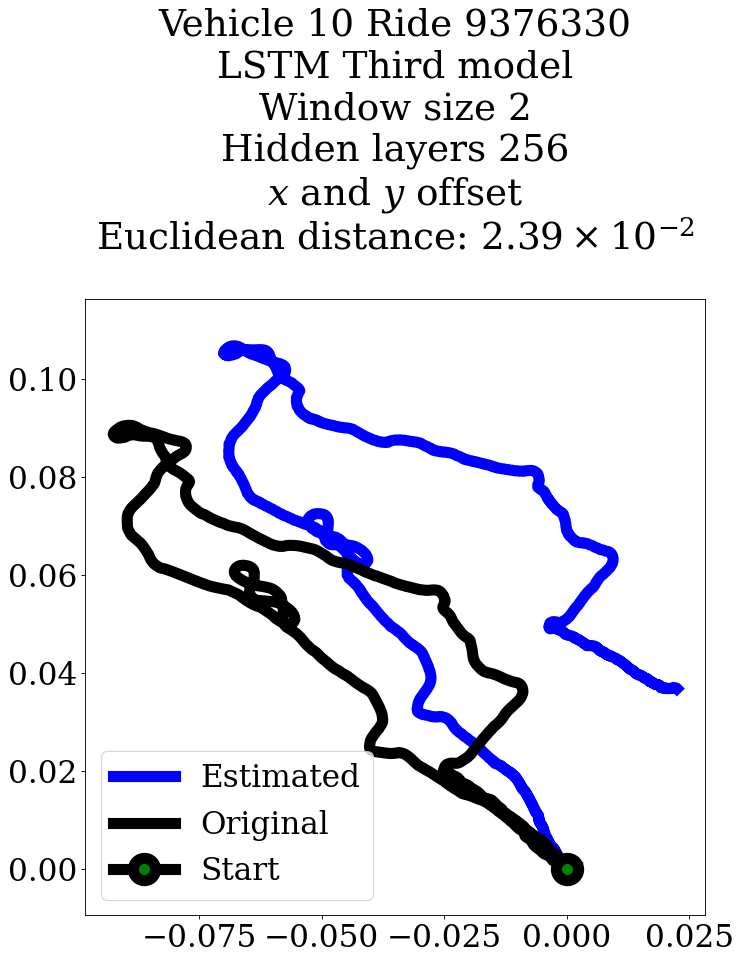 Vehicle 10 Ride 9376330
LSTM Third model
Window size 2
Hidden layers 256
x and y offset
Euclidean distance: 2.39 × 10⁻²
0.10
0.08
0.06
0.04
0.02
0.00
Estimated
Original
Start
−0.075 −0.050 −0.025 0.000 0.025